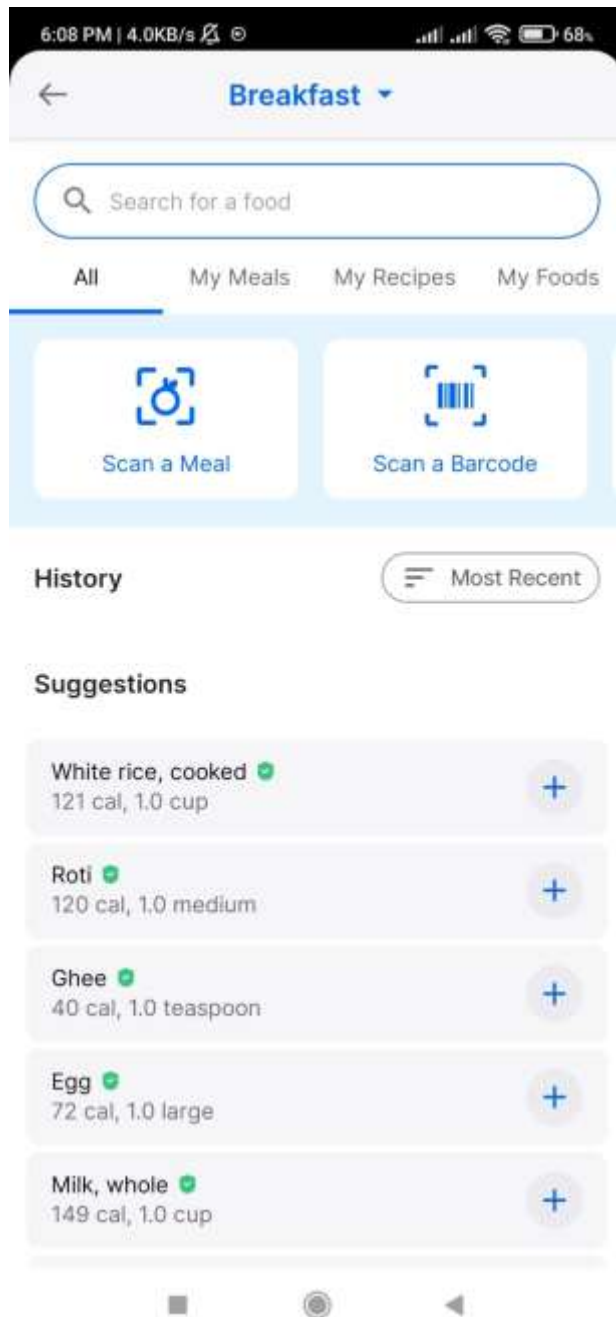 6:08 PM | 4.0KB/s 68%
Breakfast
Search for a food
All My Meals My Recipes My Foods
Scan a Meal Scan a Barcode
History Most Recent
Suggestions
White rice, cooked
121 cal, 1.0 cup
Roti
120 cal, 1.0 medium
Ghee
40 cal, 1.0 teaspoon
Egg
72 cal, 1.0 large
Milk, whole
149 cal, 1.0 cup